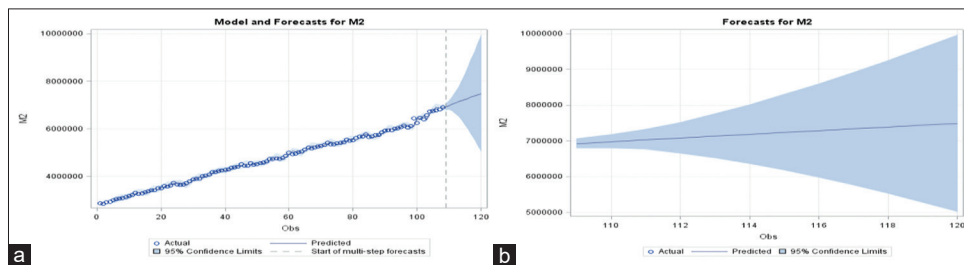 Model and Forecasts for M2
10000000
8000000
6000000
4000000
M2
0 20 40 60 80 100 120
Obs
Actual Predicted
95% Confidence Limits Start of multi-step forecasts
a
Forecasts for M2
10000000
9000000
8000000
7000000
6000000
5000000
M2
110 112 114 116 118 120
Obs
Actual Predicted 95% Confidence Limits
b